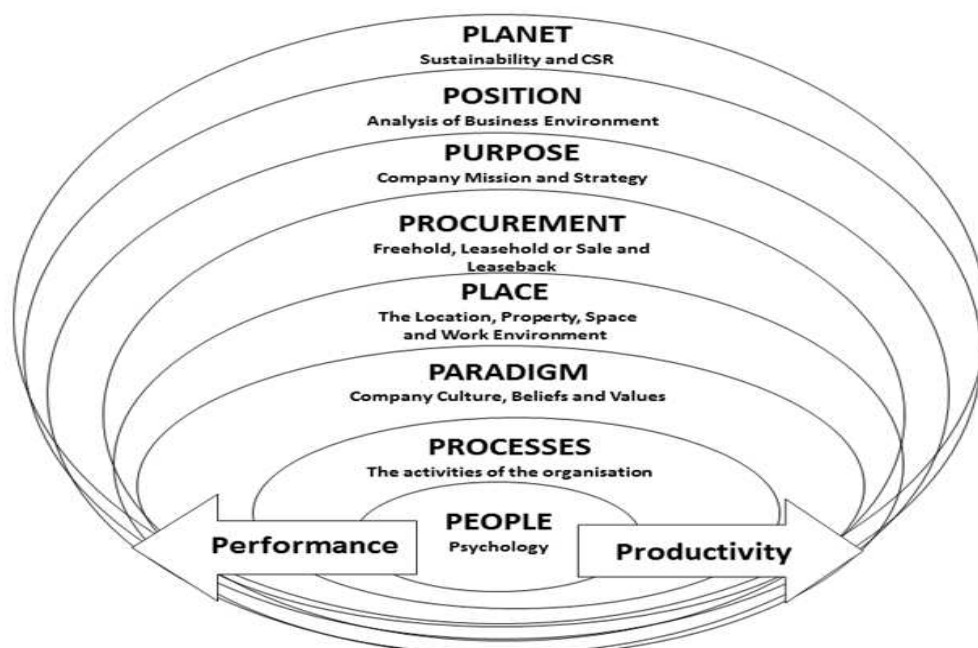 PLANET
Sustainability and CSR
POSITION
Analysis of Business Environment
PURPOSE
Company Mission and Strategy
PROCUREMENT
Freehold, Leasehold or Sale and
Leaseback
PLACE
The Location, Property, Space
and Work Environment
PARADIGM
Company Culture, Beliefs and Values
PROCESSES
The activities of the organisation
PEOPLE
Psychology
Performance
Productivity